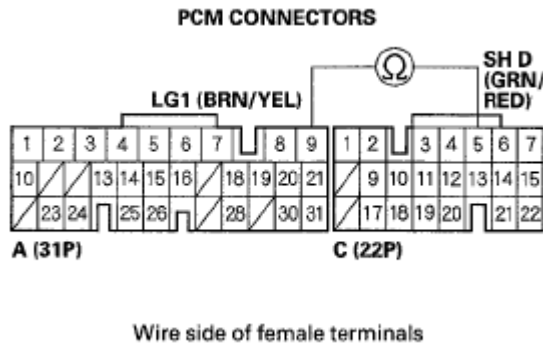 PCM CONNECTORS
Ω
SH D
(GRN/
RED)
LG1 (BRN/YEL)
1 2 3 4 5 6 7 8 9 1 2 3 4 5 6 7
10 13 14 15 16 18 19 20 21 9 10 11 12 13 14 15
23 24 25 26 28 30 31 17 18 19 20 21 22
A (31P) C (22P)
Wire side of female terminals